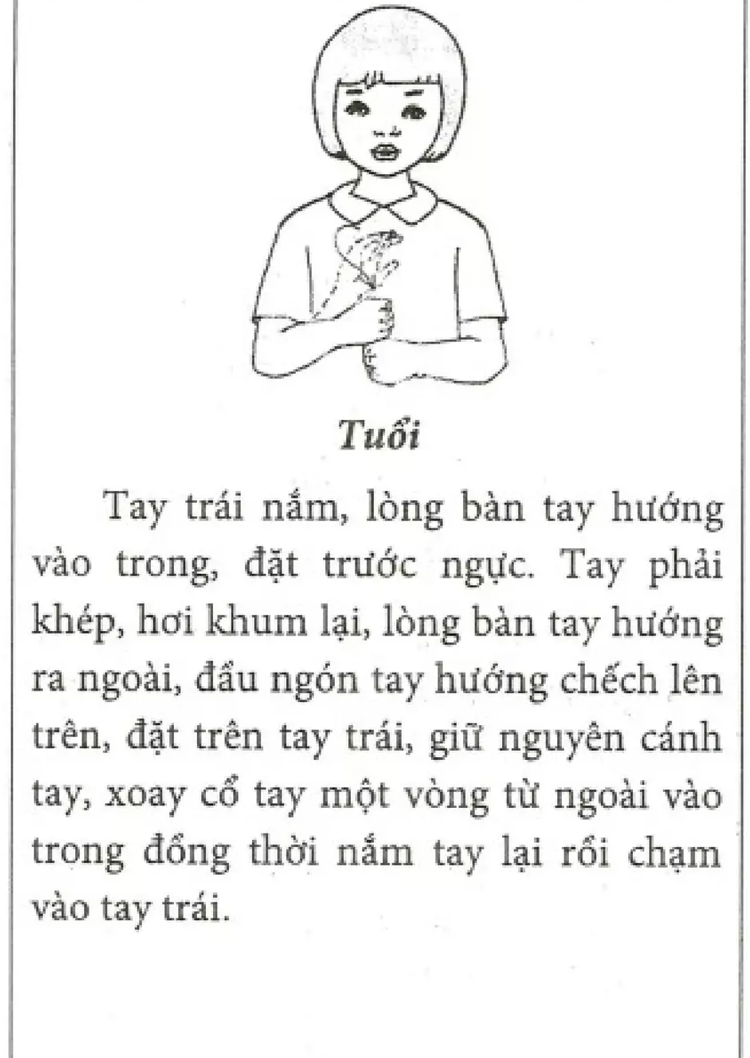 Tuổi
Tay trái nắm, lòng bàn tay hướng
vào trong, đặt trước ngực. Tay phải
khép, hơi khum lại, lòng bàn tay hướng
ra ngoài, đầu ngón tay hướng chếch lên
trên, đặt trên tay trái, giữ nguyên cánh
tay, xoay cổ tay một vòng từ ngoài vào
trong đồng thời nắm tay lại rồi chạm
vào tay trái.